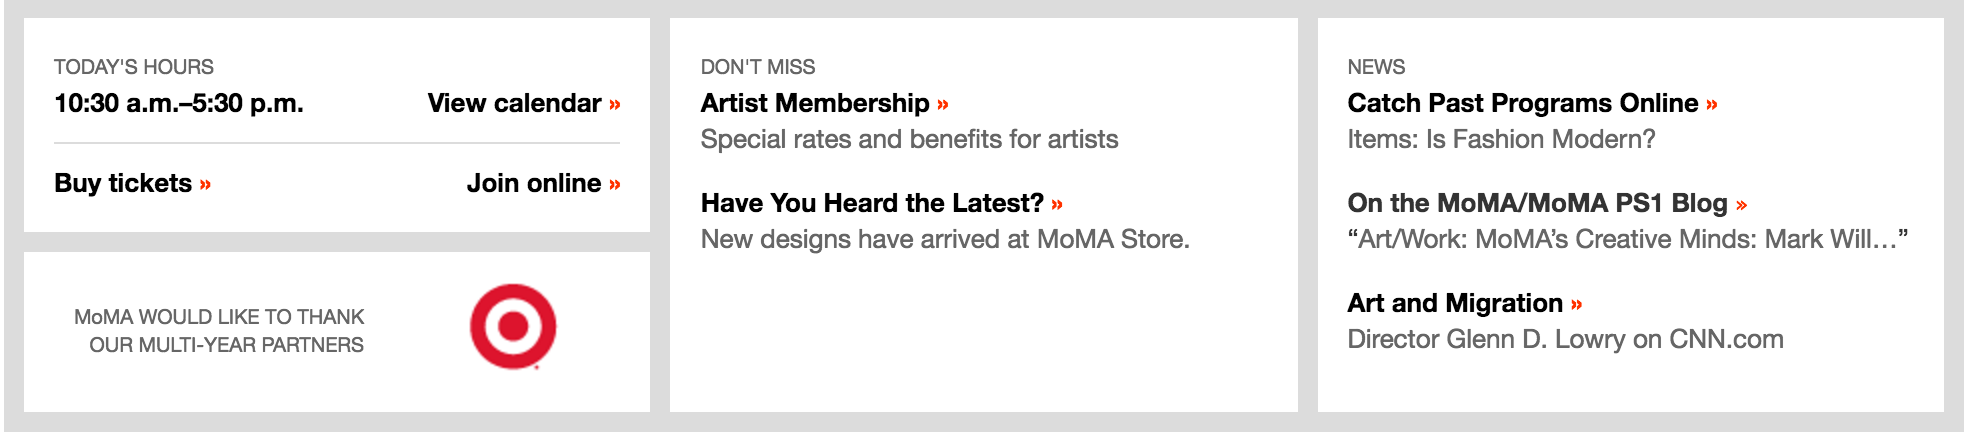 TODAY'S HOURS
10:30 a.m.–5:30 p.m.
View calendar »
Buy tickets »
Join online »
MoMA WOULD LIKE TO THANK
OUR MULTI-YEAR PARTNERS
DON'T MISS
Artist Membership »
Special rates and benefits for artists
Have You Heard the Latest? »
New designs have arrived at MoMA Store.
NEWS
Catch Past Programs Online »
Items: Is Fashion Modern?
On the MoMA/MoMA PS1 Blog »
“Art/Work: MoMA’s Creative Minds: Mark Will…”
Art and Migration »
Director Glenn D. Lowry on CNN.com